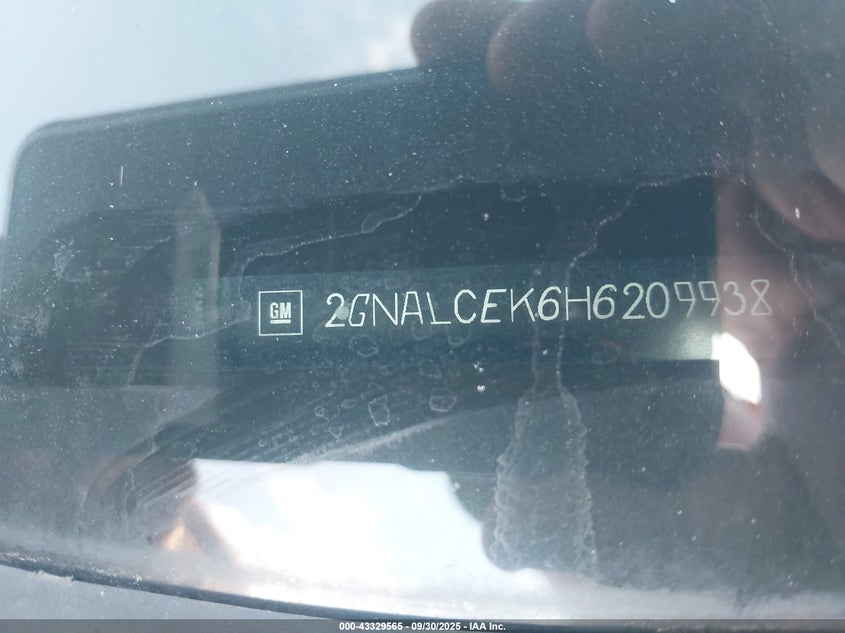 GM 2GNALCEK6H6209938
000-43329565 - 09/30/2025 - IAA Inc.